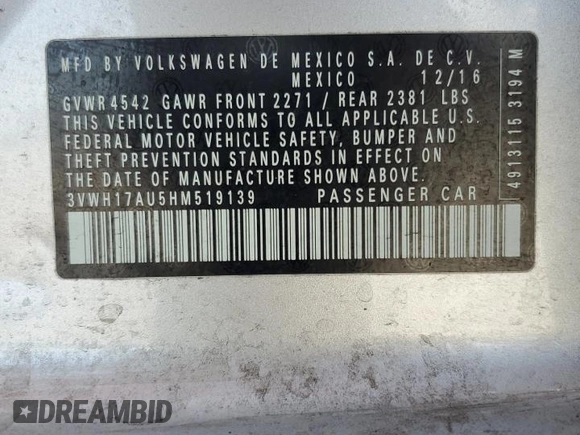 MFD BY VOLKSWAGEN DE MEXICO S.A. DE C.V.
MEXICO 12/16
GVWR 4542 GAWR FRONT 2271 / REAR 2381 LBS
THIS VEHICLE CONFORMS TO ALL APPLICABLE U.S.
FEDERAL MOTOR VEHICLE SAFETY, BUMPER AND
THEFT PREVENTION STANDARDS IN EFFECT ON
THE DATE OF MANUFACTURE SHOWN ABOVE.
3VWH17AU5HM519139 PASSENGER CAR
4913115 3194 M
DREAMBID